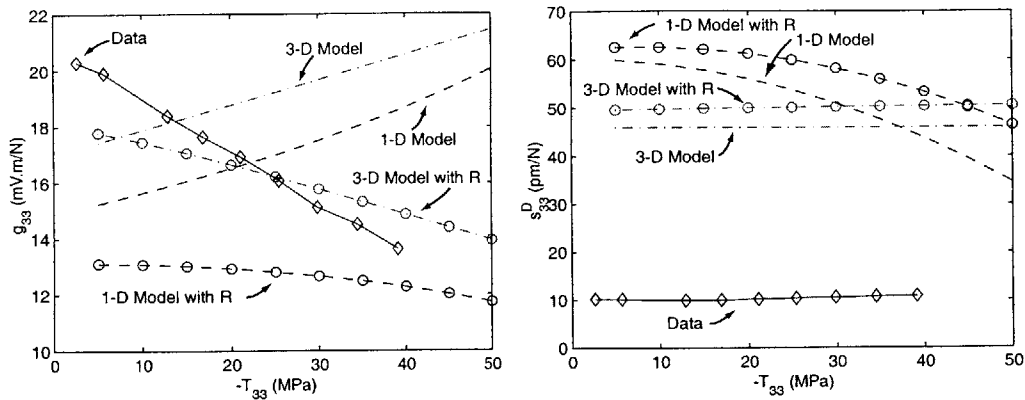 22
20
18
16
14
12
10
0
10
20
30
40
50
g33 (mV.m/N)
-T33 (MPa)
Data
3-D Model
1-D Model
3-D Model with R
1-D Model with R
70
60
50
40
30
20
10
0
0
10
20
30
40
50
s33D (pm/N)
-T33 (MPa)
1-D Model with R
1-D Model
3-D Model with R
3-D Model
Data